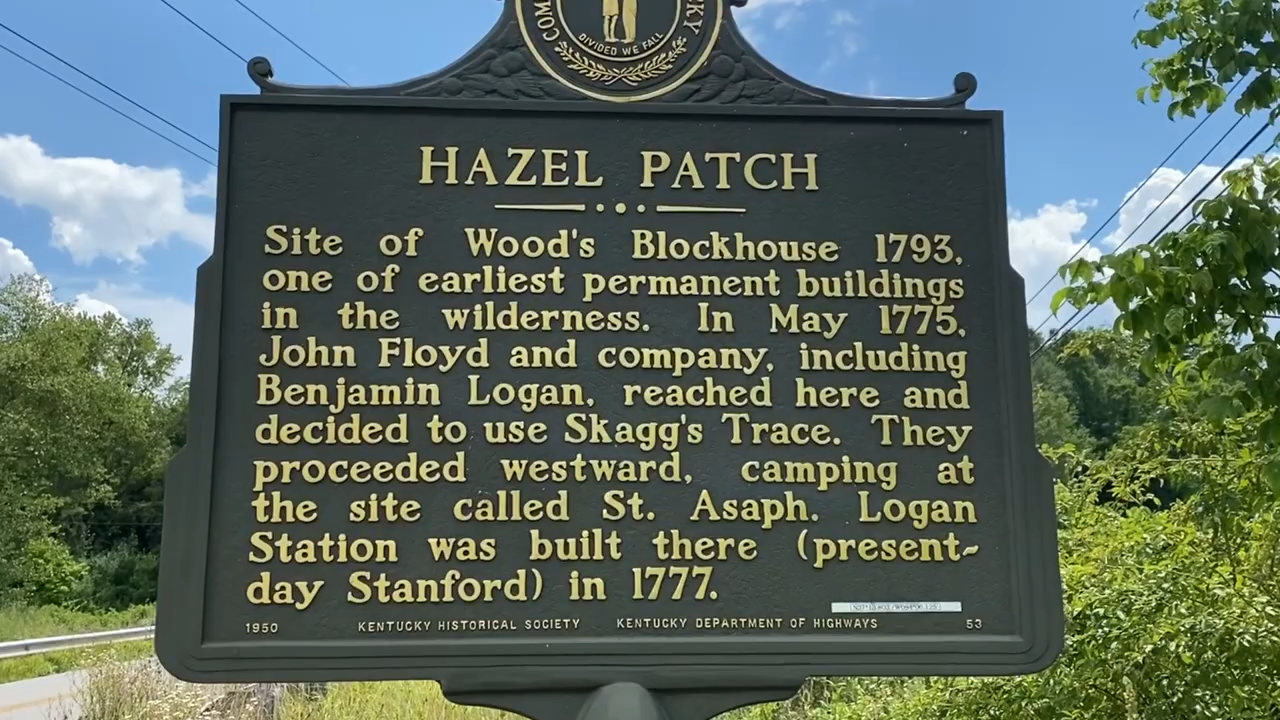 COM
KY
DIVIDED WE FALL
HAZEL PATCH
Site of Wood's Blockhouse 1793,
one of earliest permanent buildings
in the wilderness. In May 1775,
John Floyd and company, including
Benjamin Logan, reached here and
decided to use Skagg's Trace. They
proceeded westward, camping at
the site called St. Asaph. Logan
Station was built there (present-
day Stanford) in 1777.
1950 KENTUCKY HISTORICAL SOCIETY KENTUCKY DEPARTMENT OF HIGHWAYS 53